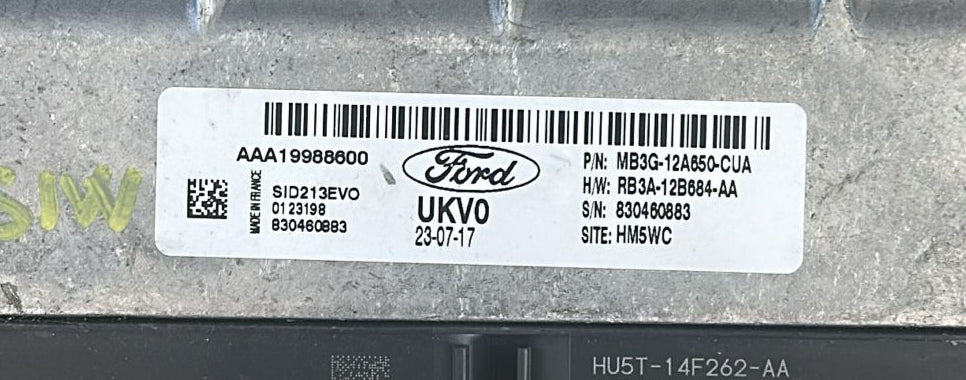 SIW
AAA19988600
MADE IN FRANCE
SID213EVO
0123198
830460883
Ford
UKV0
23-07-17
P/N: MB3G-12A650-CUA
H/W: RB3A-12B684-AA
S/N: 830460883
SITE: HM5WC
HU5T-14F262-AA